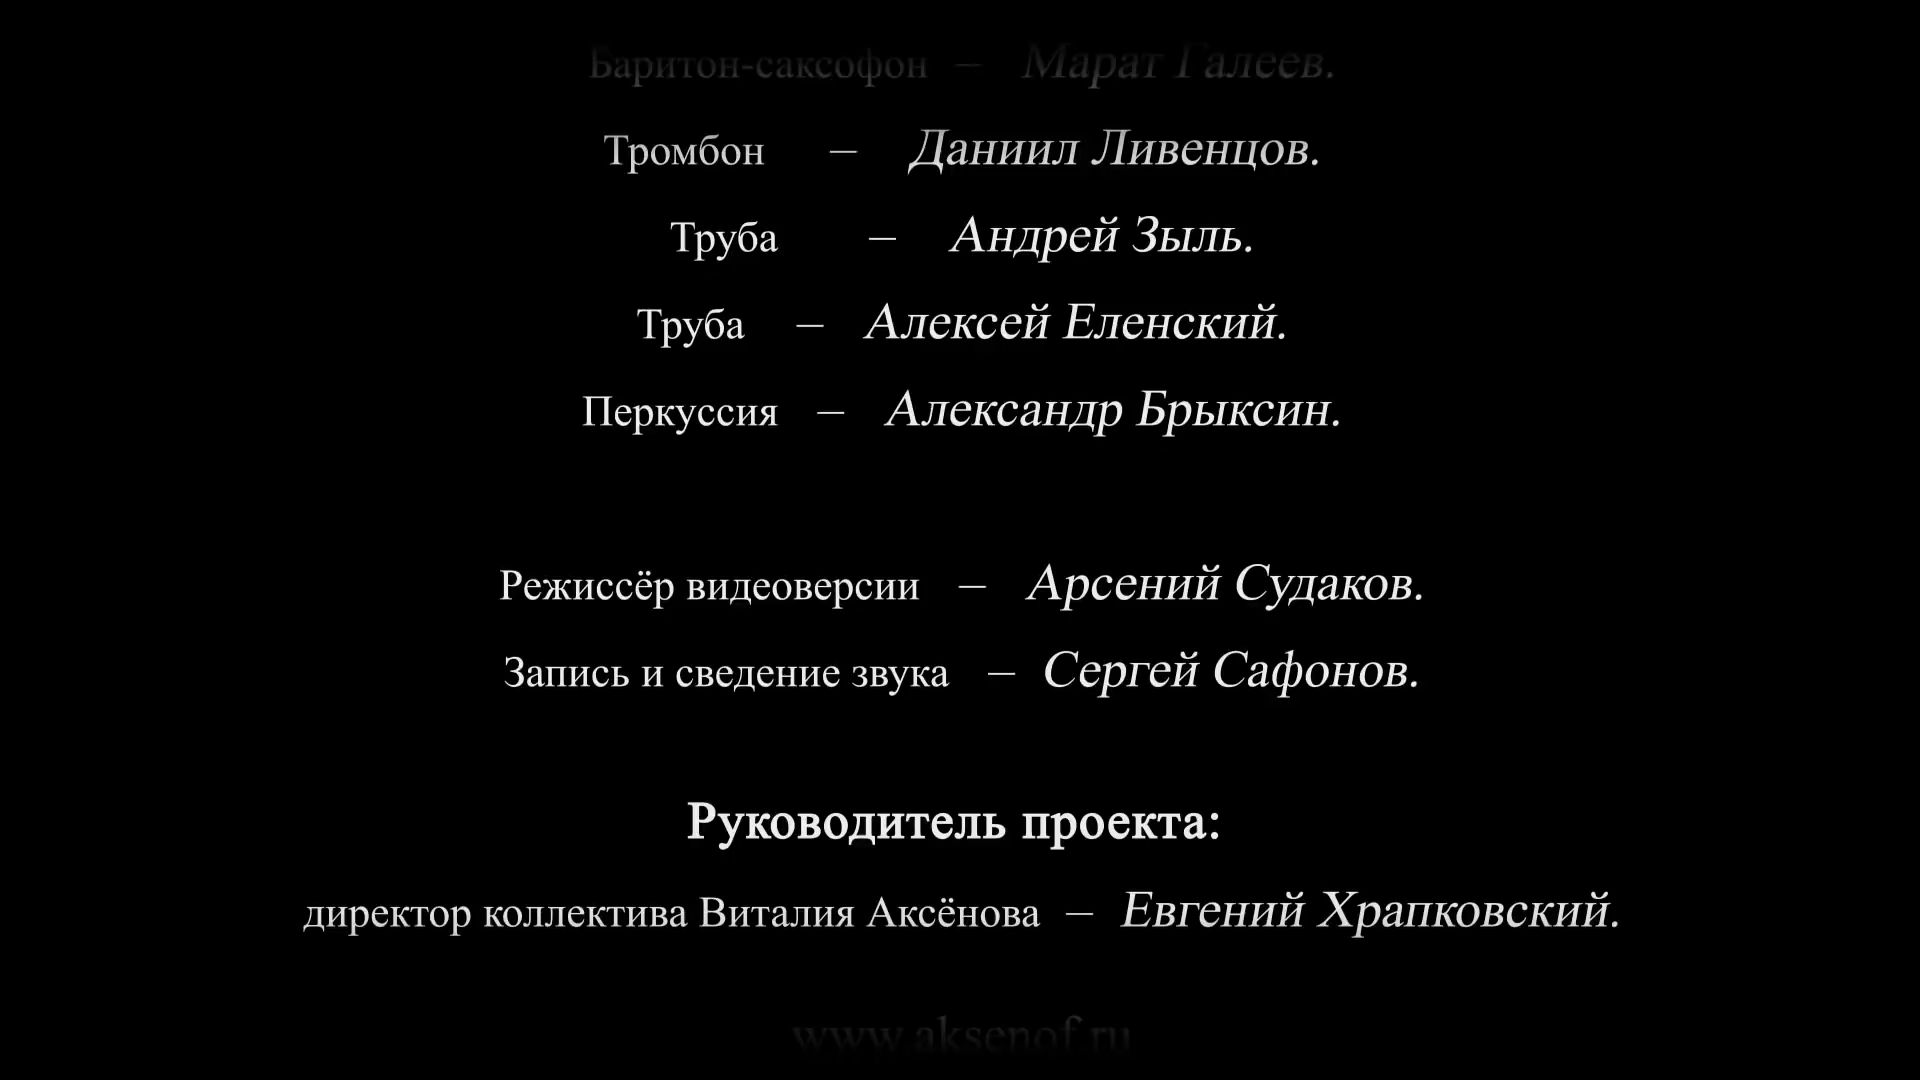 Баритон-саксофон – Марат Галеев.
Тромбон – Даниил Ливенцов.
Труба – Андрей Зыль.
Труба – Алексей Еленский.
Перкуссия – Александр Брыксин.
Режиссёр видеоверсии – Арсений Судаков.
Запись и сведение звука – Сергей Сафонов.
Руководитель проекта:
директор коллектива Виталия Аксёнова – Евгений Храпковский.
www.aksenof.ru